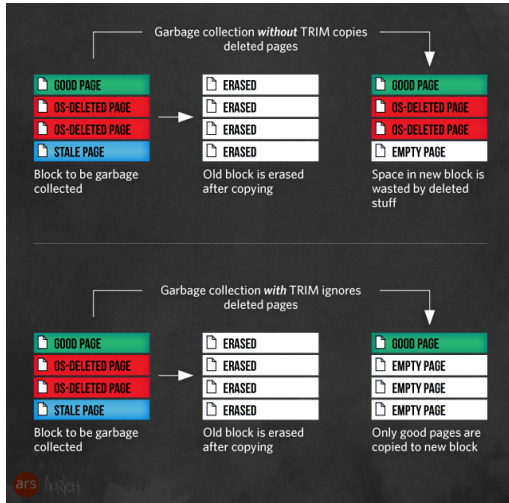 Garbage collection without TRIM copies
deleted pages
GOOD PAGE
OS-DELETED PAGE
OS-DELETED PAGE
STALE PAGE
Block to be garbage
collected
ERASED
ERASED
ERASED
ERASED
Old block is erased
after copying
GOOD PAGE
OS-DELETED PAGE
OS-DELETED PAGE
EMPTY PAGE
Space in new block is
wasted by deleted
stuff
Garbage collection with TRIM ignores
deleted pages
GOOD PAGE
OS-DELETED PAGE
OS-DELETED PAGE
STALE PAGE
Block to be garbage
collected
ERASED
ERASED
ERASED
ERASED
Old block is erased
after copying
GOOD PAGE
EMPTY PAGE
EMPTY PAGE
EMPTY PAGE
Only good pages are
copied to new block
ars